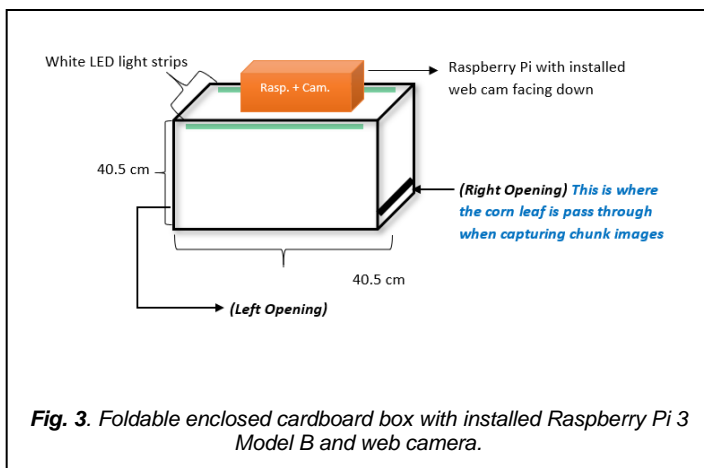 White LED light strips
Rasp. + Cam.
Raspberry Pi with installed
web cam facing down
40.5 cm
(Right Opening) This is where
the corn leaf is pass through
when capturing chunk images
40.5 cm
(Left Opening)
Fig. 3. Foldable enclosed cardboard box with installed Raspberry Pi 3
Model B and web camera.